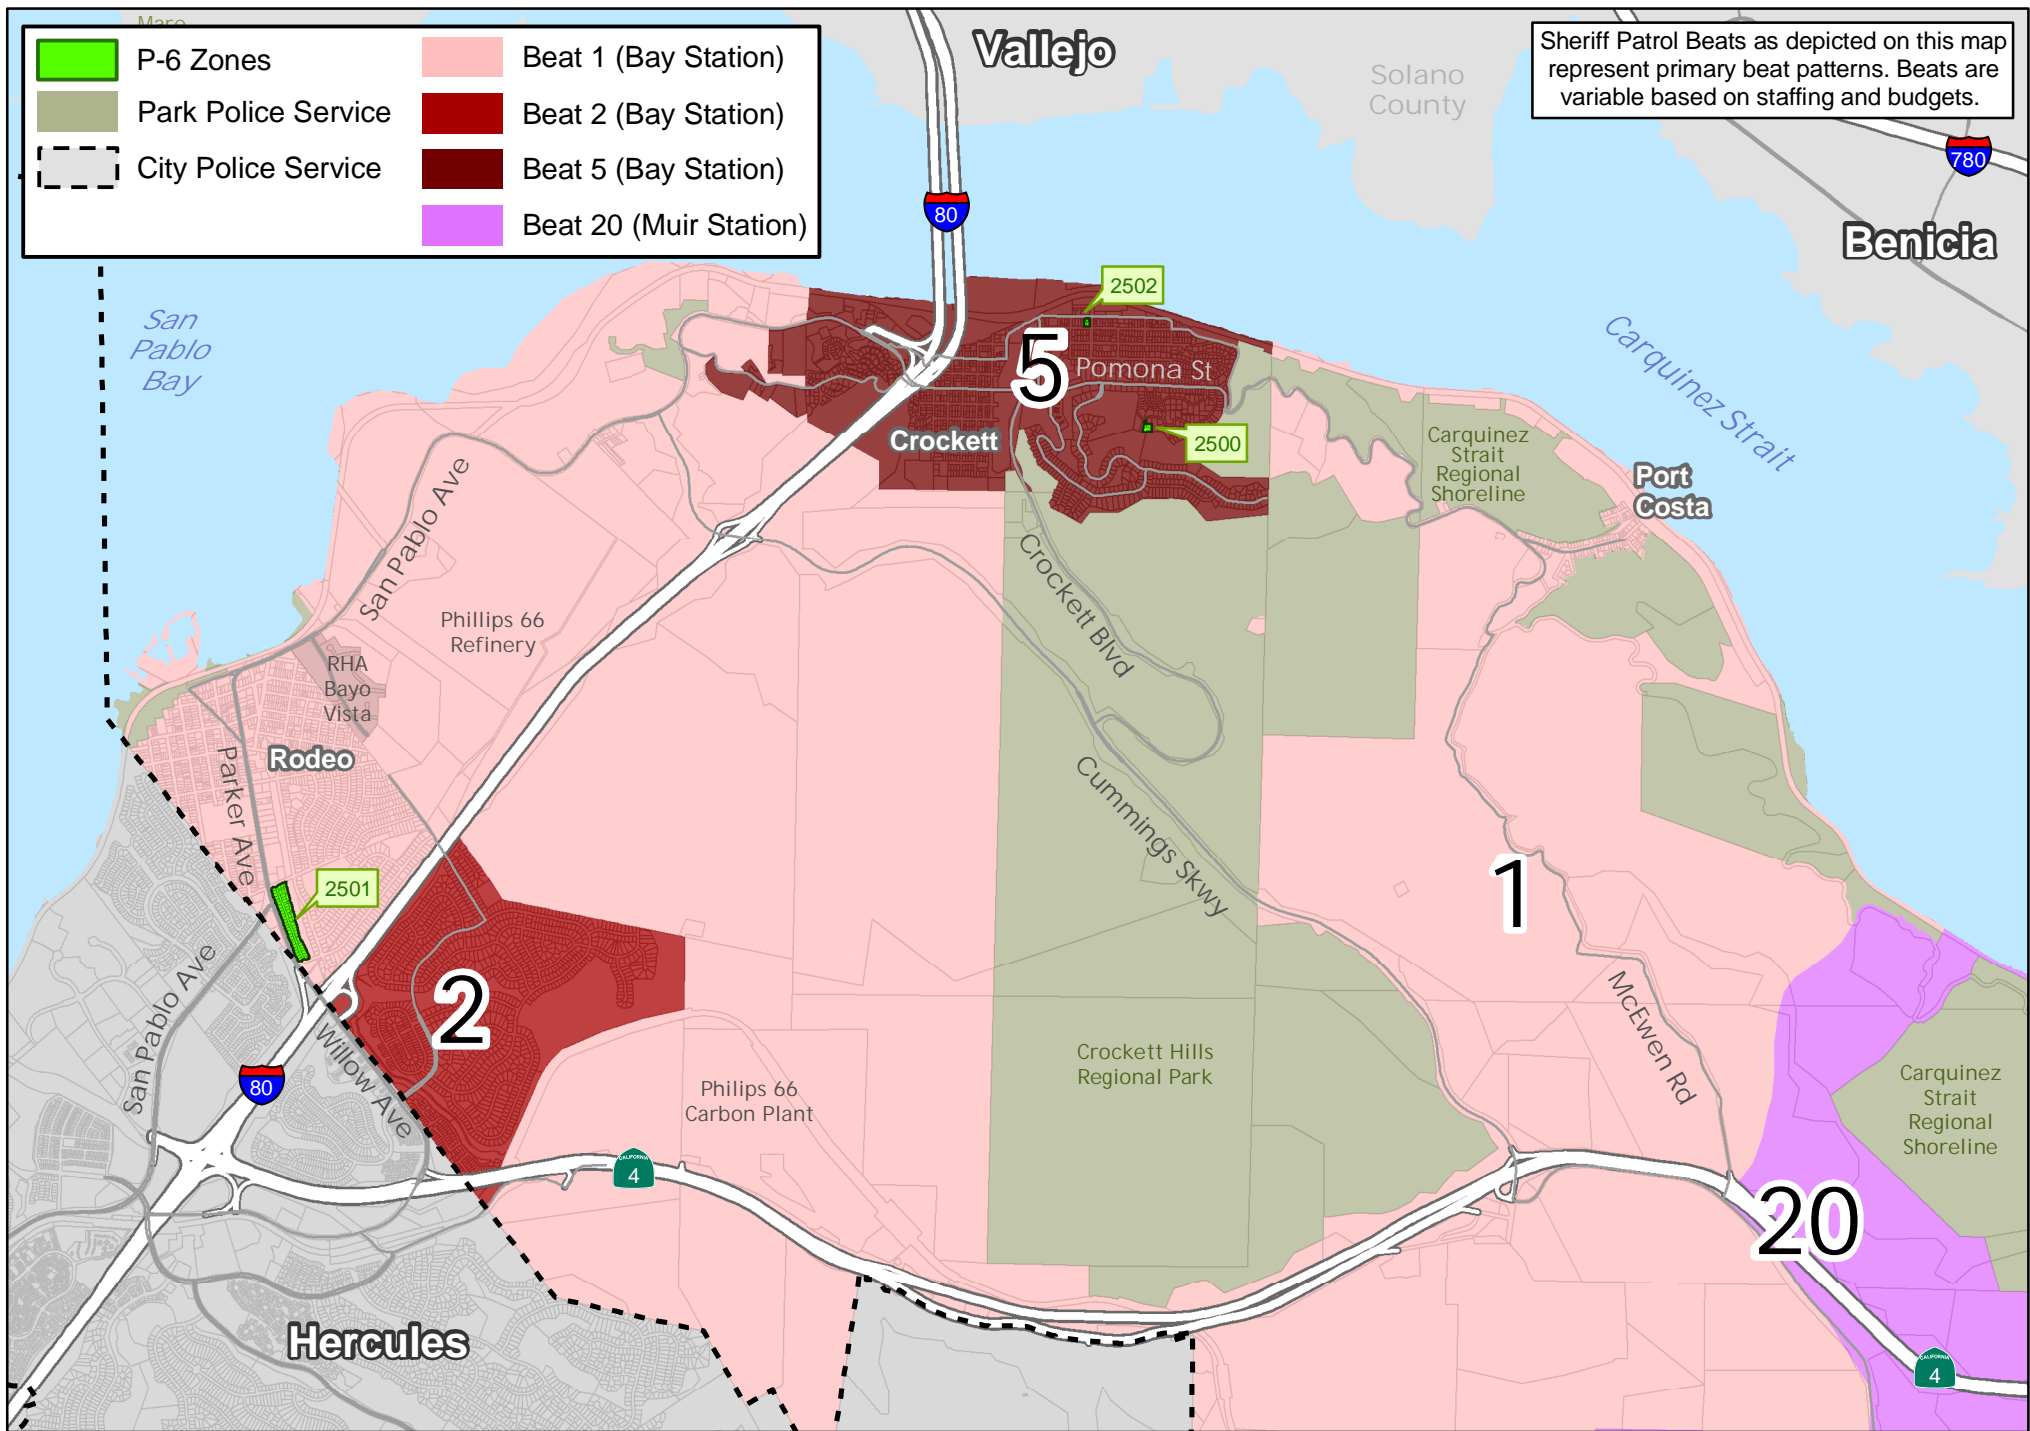 Mare
P-6 Zones
Park Police Service
City Police Service
Beat 1 (Bay Station)
Beat 2 (Bay Station)
Beat 5 (Bay Station)
Beat 20 (Muir Station)
Vallejo
Solano
County
Sheriff Patrol Beats as depicted on this map
represent primary beat patterns. Beats are
variable based on staffing and budgets.
780
80
Benicia
San
Pablo
Bay
2502
5
Pomona St
Crockett
2500
Carquinez Strait
Carquinez
Strait
Regional
Shoreline
Port
Costa
San Pablo Ave
Phillips 66
Refinery
Crockett Blvd
RHA
Bayo
Vista
Rodeo
Parker Ave
Cummings Skwy
2501
1
San Pablo Ave
2
Willow Ave
McEwen Rd
80
Philips 66
Carbon Plant
Crockett Hills
Regional Park
Carquinez
Strait
Regional
Shoreline
CALIFORNIA
4
20
Hercules
CALIFORNIA
4